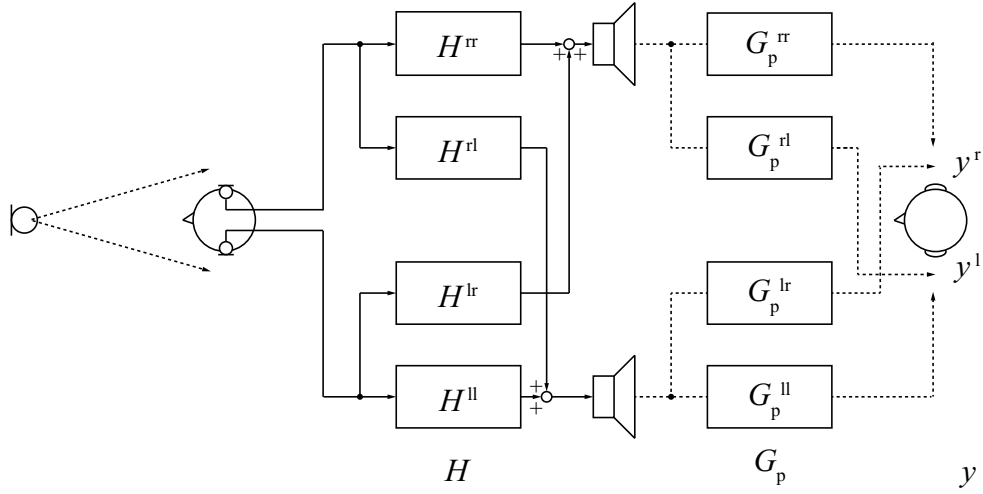 H^rr
+ +
G_p^rr
H^rl
G_p^rl
y^r
H^lr
G_p^lr
y^l
H^ll
+
+
G_p^ll
H
G_p
y